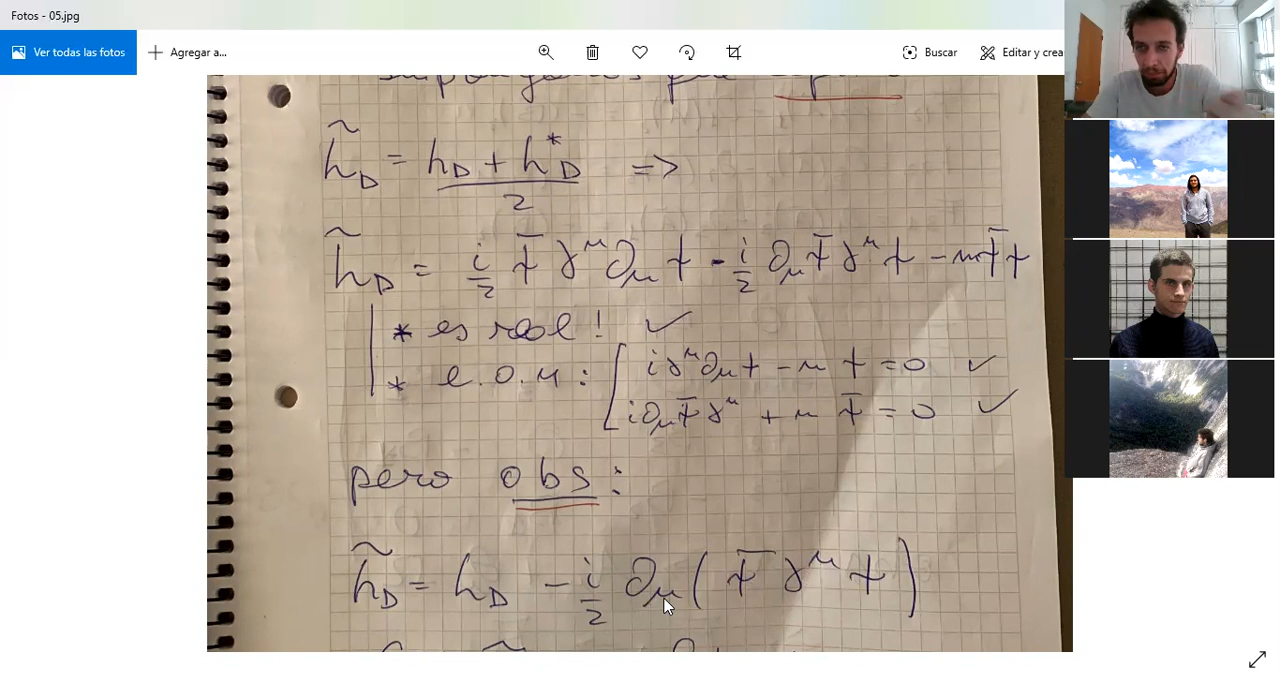 Fotos - 05.jpg
Ver todas las fotos
Agregar a...
Buscar
Editar y crea
h̃_D = (h_D + h_D^*)/2 =>
h̃_D = i/2 ψ̄ γ^μ ∂_μ ψ - i/2 ∂_μ ψ̄ γ^μ ψ - m ψ̄ ψ
* es real! ✓
* e.o.m: [ i γ^μ ∂_μ ψ - m ψ = 0 ✓
i ∂_μ ψ̄ γ^μ + m ψ̄ = 0 ✓
pero obs:
h̃_D = h_D - i/2 ∂_μ ( ψ̄ γ^μ ψ )